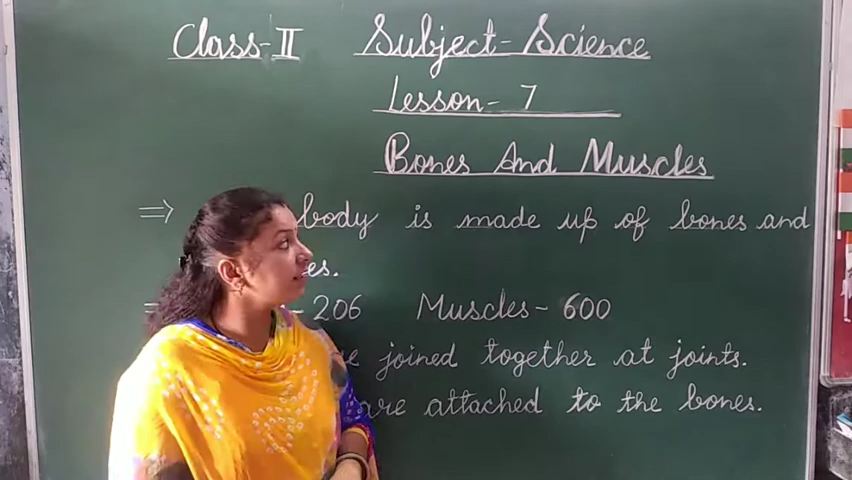 Class-II Subject-Science
Lesson-7
Bones And Muscles
⇒ body is made up of bones and
es.
- 206 Muscles- 600
re joined together at joints.
are attached to the bones.